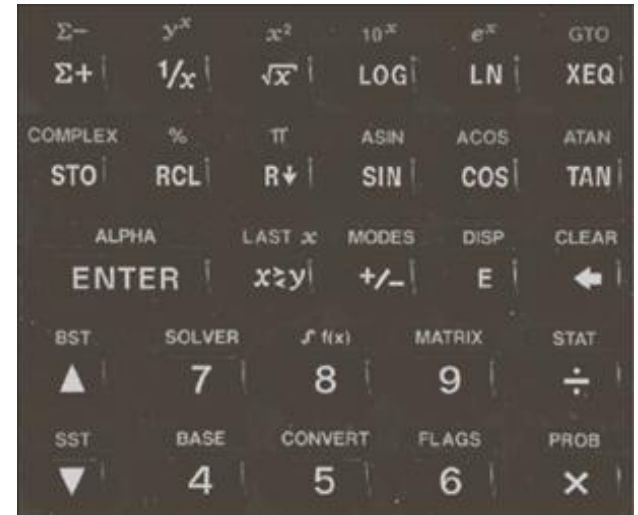 Σ− yˣ x² 10ˣ eˣ GTO
Σ+ 1/x √x LOG LN XEQ
COMPLEX % π ASIN ACOS ATAN
STO RCL R↓ SIN COS TAN
ALPHA LAST x MODES DISP CLEAR
ENTER x≷y +/− E ←
BST SOLVER ∫ f(x) MATRIX STAT
▲ 7 8 9 ÷
SST BASE CONVERT FLAGS PROB
▼ 4 5 6 ×